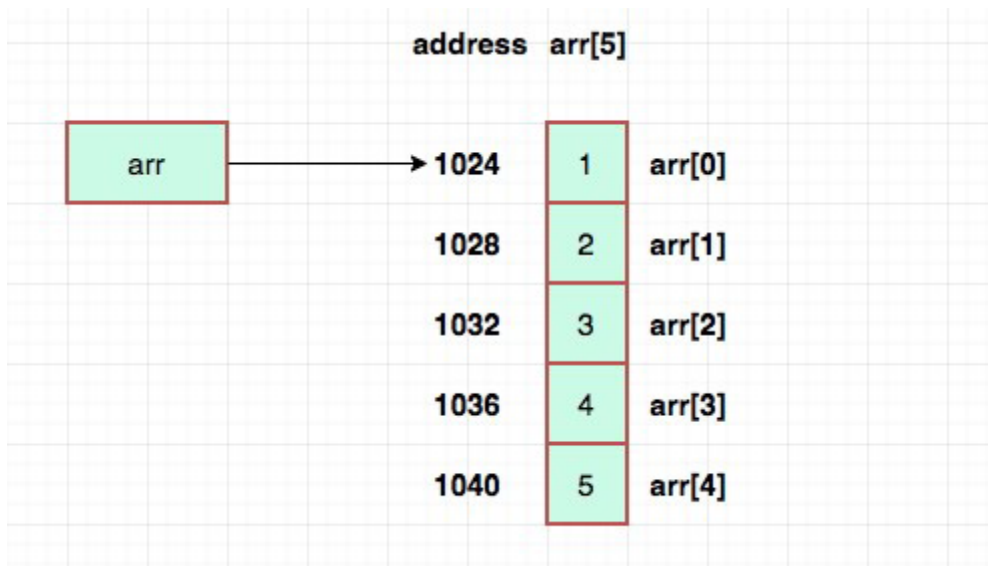 address arr[5]
arr 1024 1 arr[0]
1028 2 arr[1]
1032 3 arr[2]
1036 4 arr[3]
1040 5 arr[4]